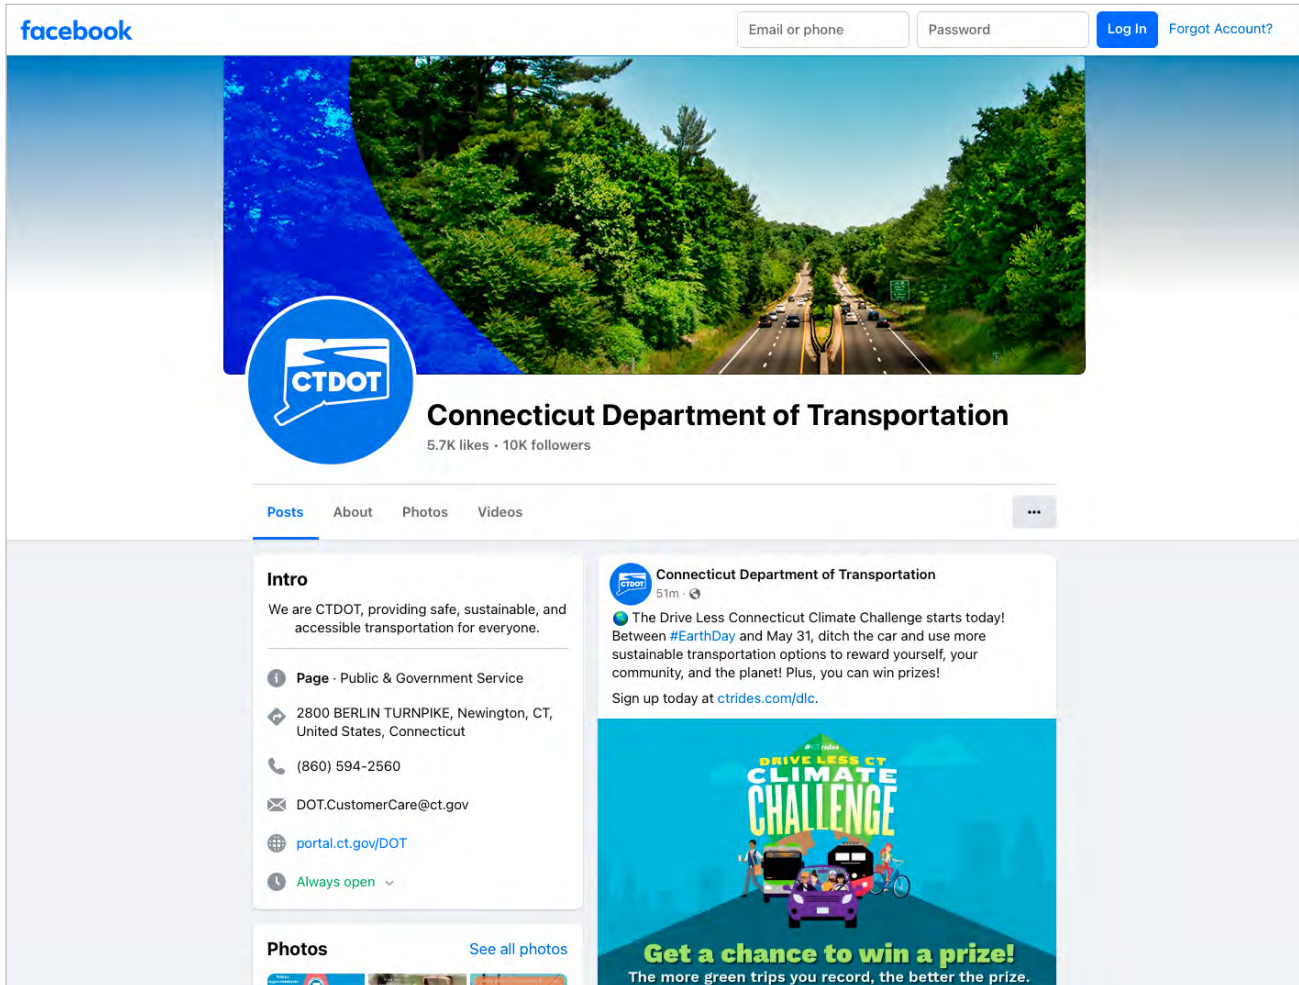 facebook
Email or phone
Password
Log In
Forgot Account?
CTDOT
Connecticut Department of Transportation
5.7K likes • 10K followers
Posts
About
Photos
Videos
Intro
We are CTDOT, providing safe, sustainable, and
accessible transportation for everyone.
Page · Public & Government Service
2800 BERLIN TURNPIKE, Newington, CT,
United States, Connecticut
(860) 594-2560
DOT.CustomerCare@ct.gov
portal.ct.gov/DOT
Always open
Photos
See all photos
CTDOT
Connecticut Department of Transportation
51m ·
The Drive Less Connecticut Climate Challenge starts today!
Between #EarthDay and May 31, ditch the car and use more
sustainable transportation options to reward yourself, your
community, and the planet! Plus, you can win prizes!
Sign up today at ctrides.com/dlc.
CTrides
DRIVE LESS CT
CLIMATE
CHALLENGE
Get a chance to win a prize!
The more green trips you record, the better the prize.